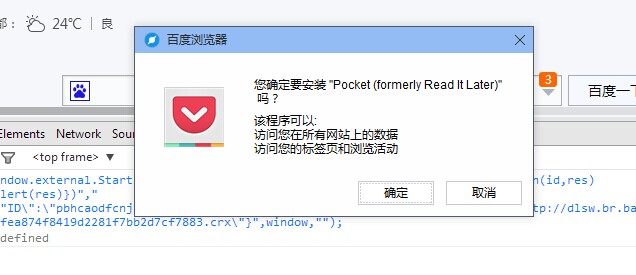 都： 24℃ | 良
百度浏览器
您确定要安装 "Pocket (formerly Read It Later)"
吗？
该程序可以:
访问您在所有网站上的数据
访问您的标签页和浏览活动
确定
取消
3
百度一下
Elements Network Sources
<top frame>
ndow.external.Start
n(id,res)
lert(res)})","
"ID\":\"pbhcaodfcnj
tp://dlsw.br.ba
fea874f8419d2281f7bb2d7cf7883.crx\"}",window,"");
defined